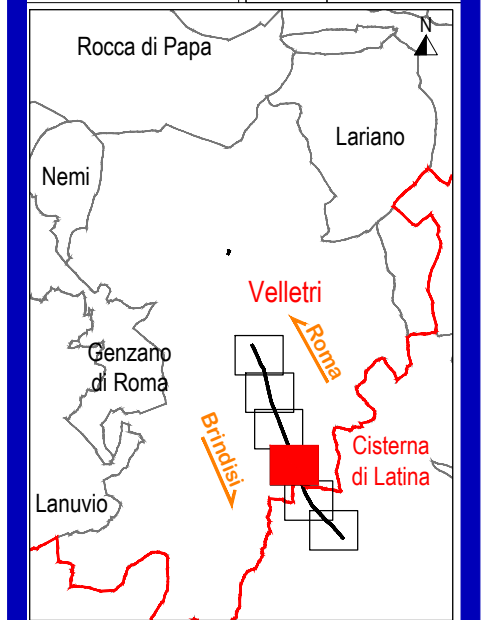 N
Rocca di Papa
Lariano
Nemi
Velletri
Roma
Genzano
di Roma
Brindisi
Cisterna
di Latina
Lanuvio